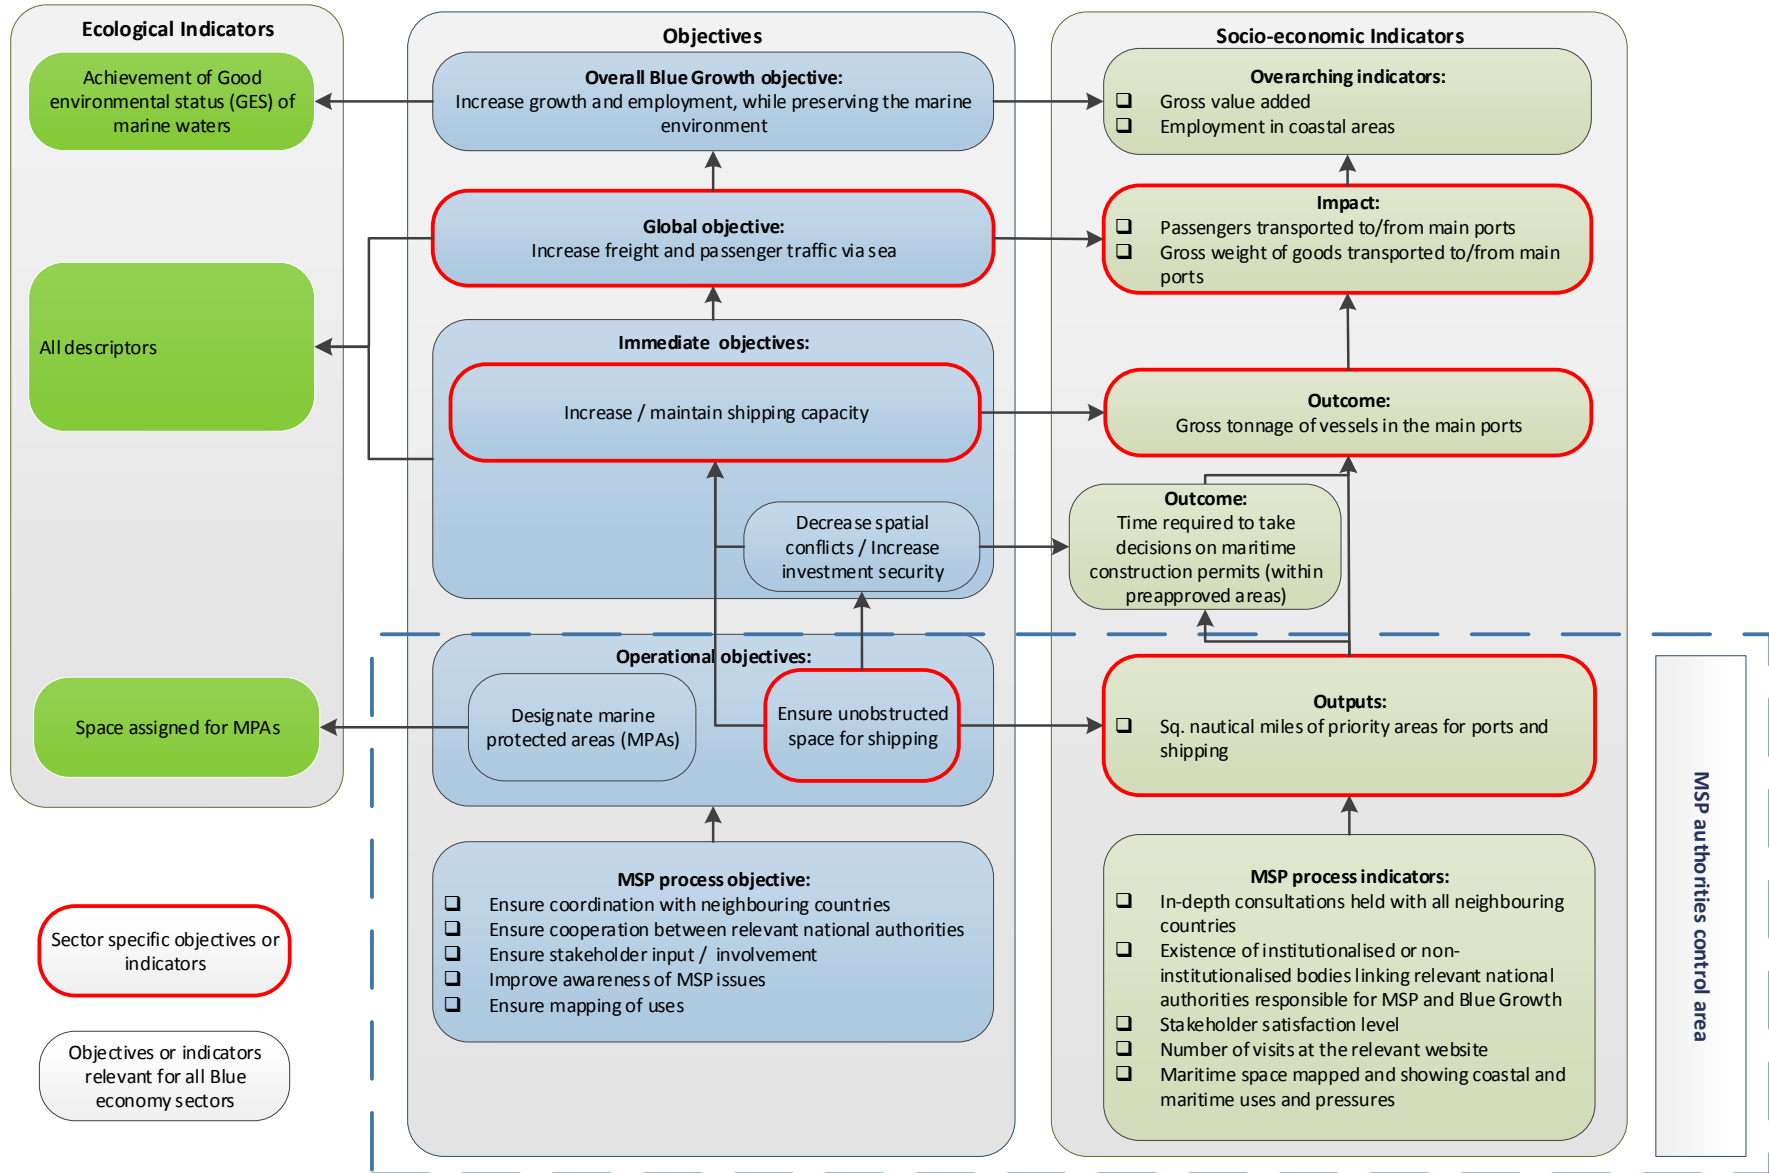 Ecological Indicators
Achievement of Good
environmental status (GES) of
marine waters
All descriptors
Space assigned for MPAs
Sector specific objectives or
indicators
Objectives or indicators
relevant for all Blue
economy sectors
Objectives
Overall Blue Growth objective:
Increase growth and employment, while preserving the marine
environment
Global objective:
Increase freight and passenger traffic via sea
Immediate objectives:
Increase / maintain shipping capacity
Decrease spatial
conflicts / Increase
investment security
Operational objectives:
Designate marine
protected areas (MPAs)
Ensure unobstructed
space for shipping
MSP process objective:
Ensure coordination with neighbouring countries
Ensure cooperation between relevant national authorities
Ensure stakeholder input / involvement
Improve awareness of MSP issues
Ensure mapping of uses
Socio-economic Indicators
Overarching indicators:
Gross value added
Employment in coastal areas
Impact:
Passengers transported to/from main ports
Gross weight of goods transported to/from main
ports
Outcome:
Gross tonnage of vessels in the main ports
Outcome:
Time required to take
decisions on maritime
construction permits (within
preapproved areas)
Outputs:
Sq. nautical miles of priority areas for ports and
shipping
MSP process indicators:
In-depth consultations held with all neighbouring
countries
Existence of institutionalised or non-
institutionalised bodies linking relevant national
authorities responsible for MSP and Blue Growth
Stakeholder satisfaction level
Number of visits at the relevant website
Maritime space mapped and showing coastal and
maritime uses and pressures
MSP authorities control area